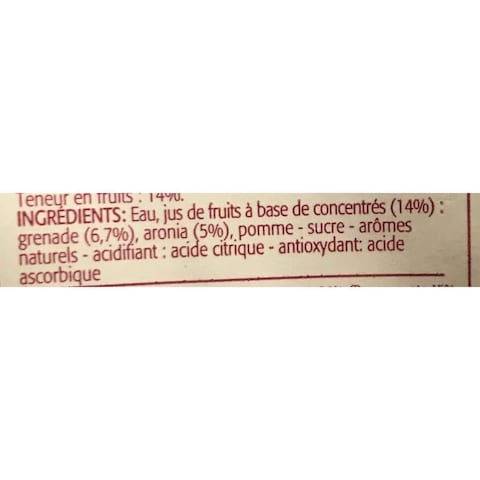 Teneur en fruits : 14%.
INGRÉDIENTS: Eau, jus de fruits à base de concentrés (14%) :
grenade (6,7%), aronia (5%), pomme - sucre - arômes
naturels - acidifiant : acide citrique - antioxydant: acide
ascorbique